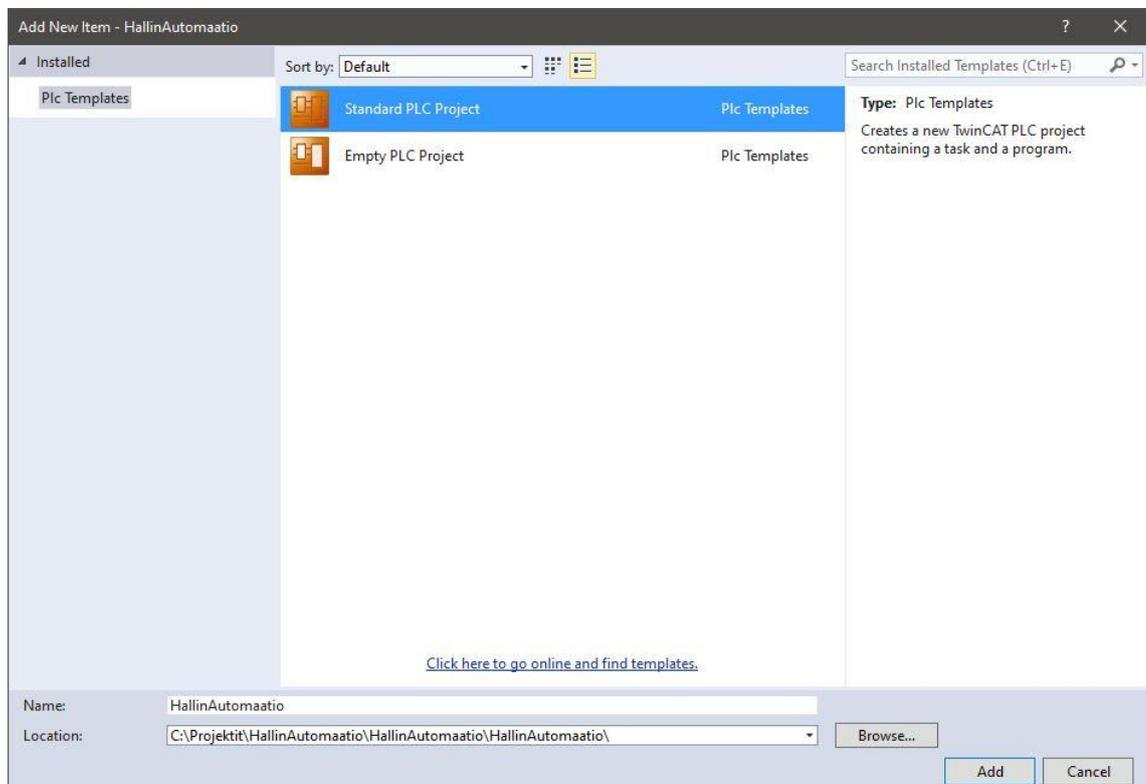 Add New Item - HallinAutomaatio
? ×
Installed
Plc Templates
Sort by: Default
Search Installed Templates (Ctrl+E)
Standard PLC Project Plc Templates
Empty PLC Project Plc Templates
Type: Plc Templates
Creates a new TwinCAT PLC project
containing a task and a program.
Click here to go online and find templates.
Name: HallinAutomaatio
Location: C:\Projektit\HallinAutomaatio\HallinAutomaatio\HallinAutomaatio\ Browse...
Add Cancel